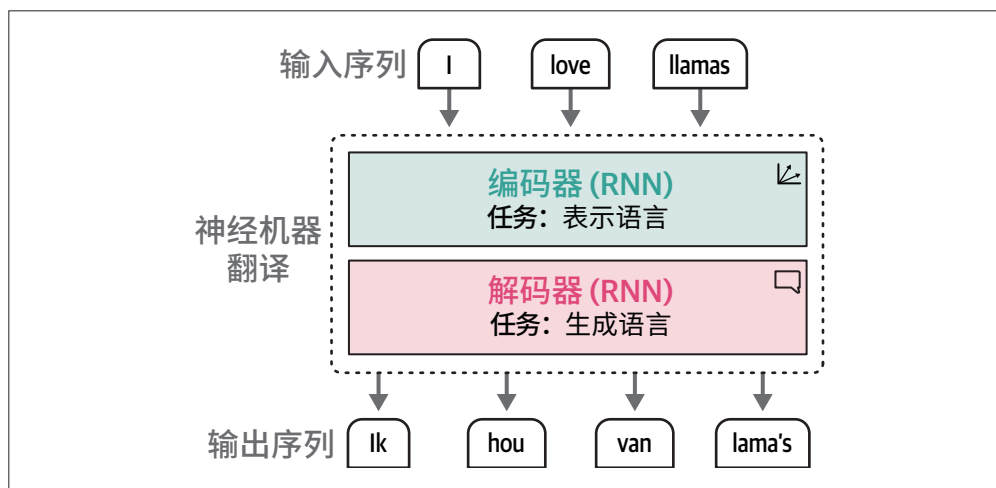 输入序列 I love llamas
编码器 (RNN)
任务：表示语言
神经机器
翻译
解码器 (RNN)
任务：生成语言
输出序列 Ik hou van lama's